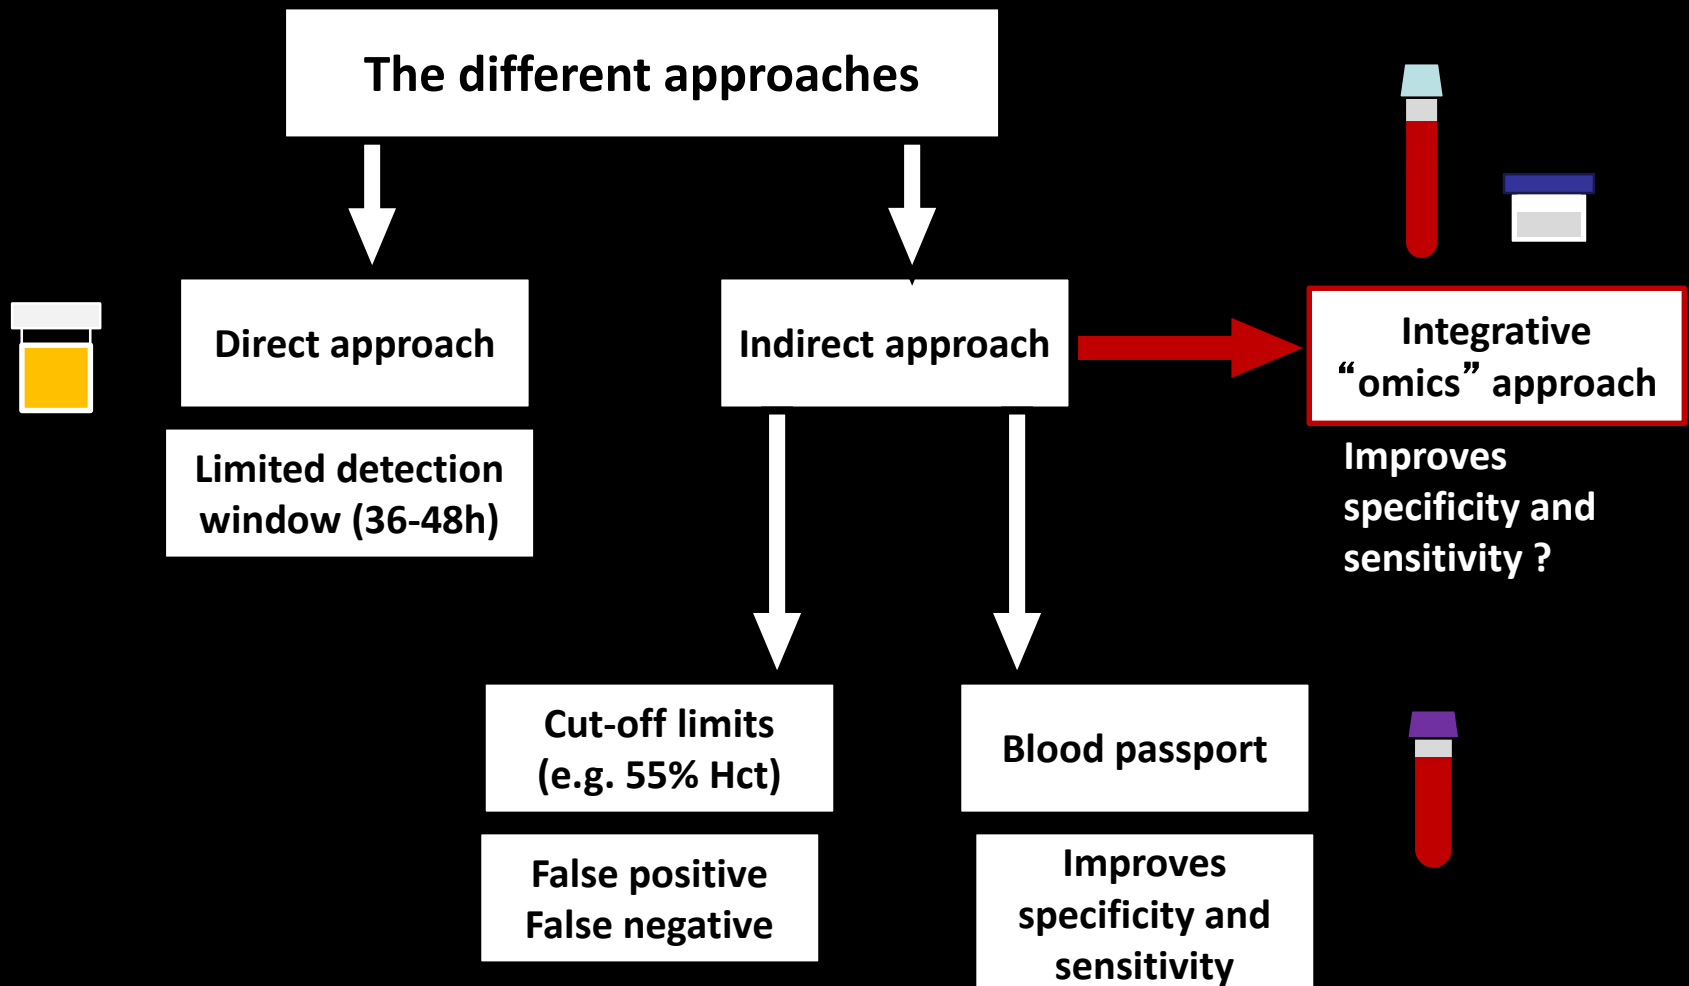 The different approaches
Direct approach
Limited detection
window (36-48h)
Indirect approach
Integrative
“omics” approach
Improves
specificity and
sensitivity ?
Cut-off limits
(e.g. 55% Hct)
False positive
False negative
Blood passport
Improves
specificity and
sensitivity